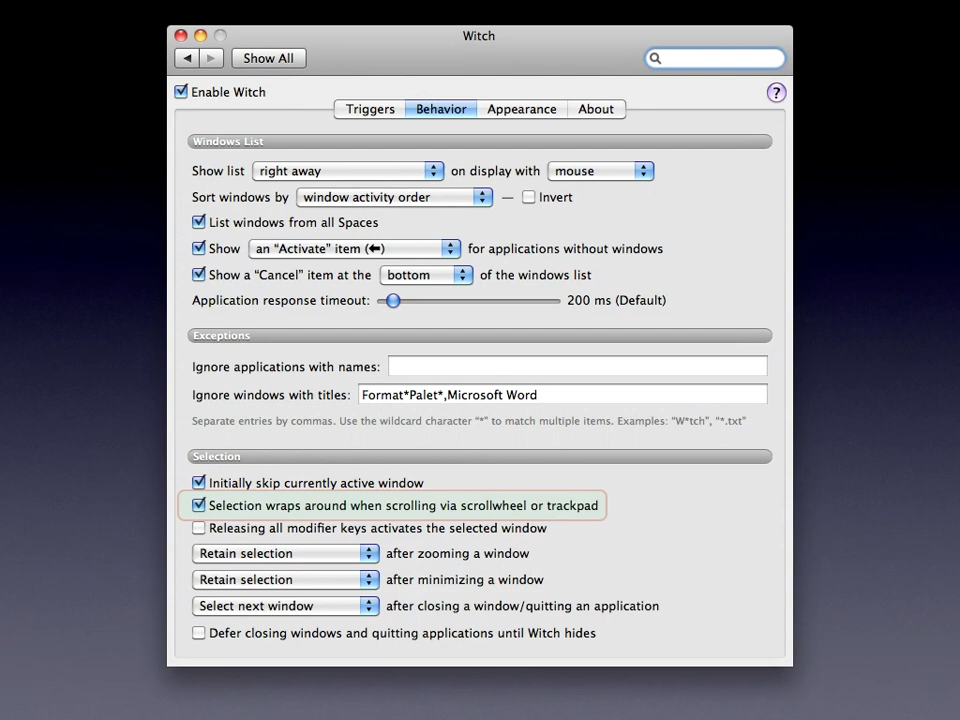 Witch
Show All
Enable Witch
?
Triggers Behavior Appearance About
Windows List
Show list right away on display with mouse
Sort windows by window activity order — Invert
List windows from all Spaces
Show an “Activate” item (⬅) for applications without windows
Show a “Cancel” item at the bottom of the windows list
Application response timeout: 200 ms (Default)
Exceptions
Ignore applications with names:
Ignore windows with titles: Format*Palet*,Microsoft Word
Separate entries by commas. Use the wildcard character “*” to match multiple items. Examples: “W*tch”, “*.txt”
Selection
Initially skip currently active window
Selection wraps around when scrolling via scrollwheel or trackpad
Releasing all modifier keys activates the selected window
Retain selection after zooming a window
Retain selection after minimizing a window
Select next window after closing a window/quitting an application
Defer closing windows and quitting applications until Witch hides